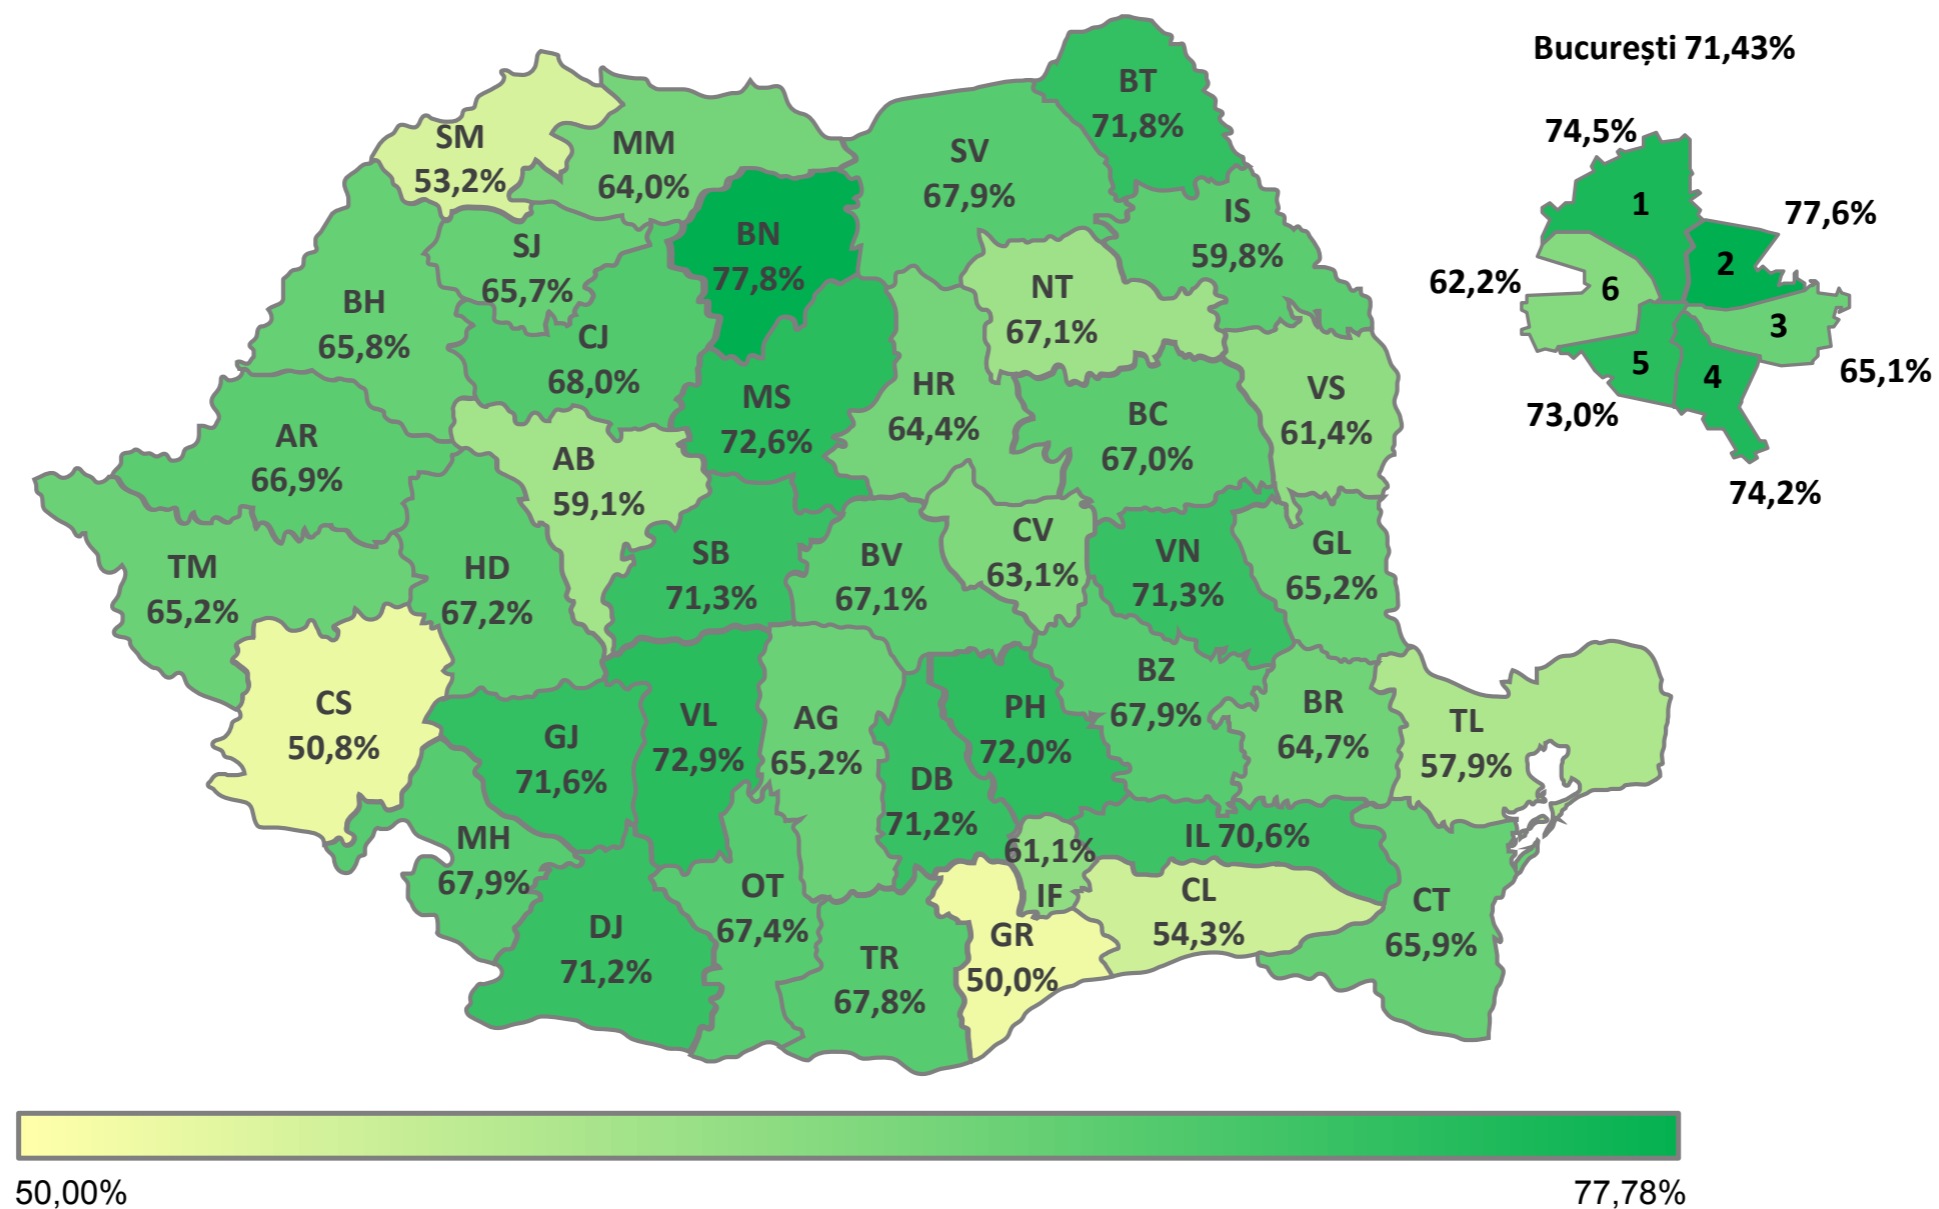 București 71,43%
74,5%
1
77,6%
2
62,2%
6
3
65,1%
5
4
73,0%
74,2%
BT
71,8%
SM
53,2%
MM
64,0%
SV
67,9%
IS
59,8%
BN
77,8%
SJ
65,7%
NT
67,1%
BH
65,8%
CJ
68,0%
HR
64,4%
VS
61,4%
MS
72,6%
BC
67,0%
AR
66,9%
AB
59,1%
CV
63,1%
GL
65,2%
SB
71,3%
BV
67,1%
VN
71,3%
TM
65,2%
HD
67,2%
BZ
67,9%
CS
50,8%
GJ
71,6%
VL
72,9%
AG
65,2%
PH
72,0%
BR
64,7%
TL
57,9%
DB
71,2%
MH
67,9%
61,1%
IF
IL 70,6%
OT
67,4%
CL
54,3%
CT
65,9%
DJ
71,2%
TR
67,8%
GR
50,0%
50,00%
77,78%